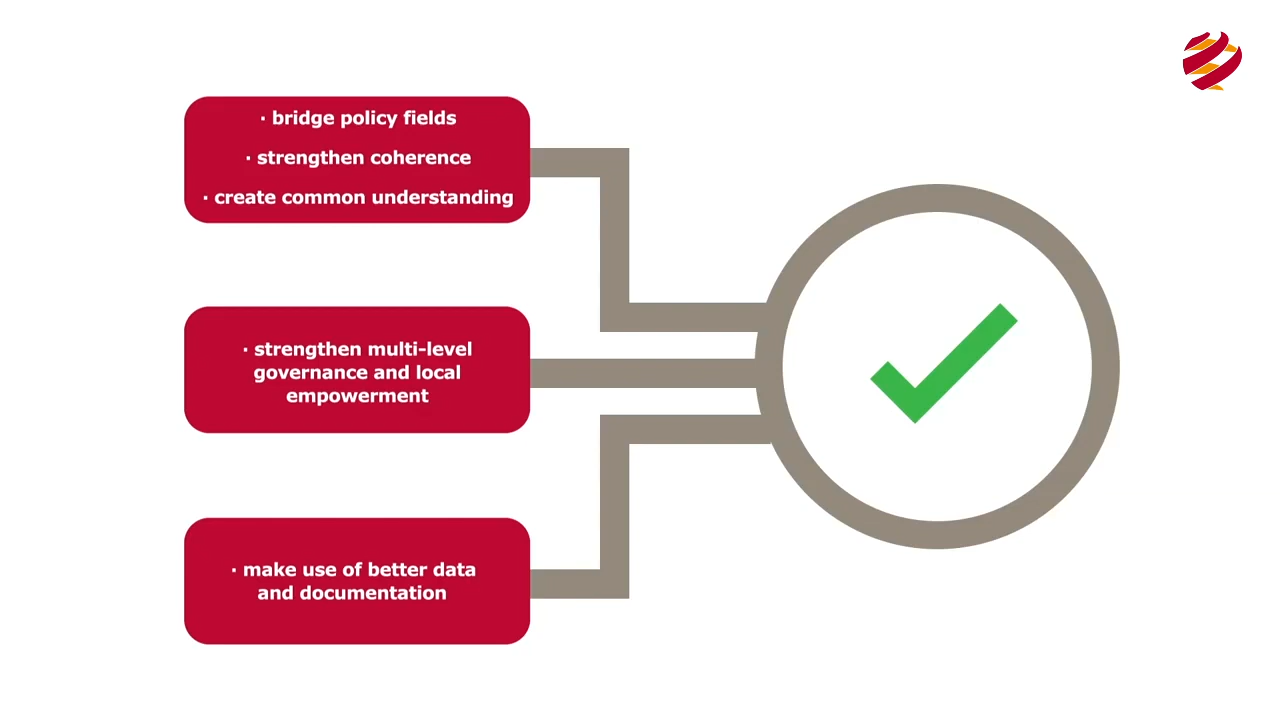 · bridge policy fields
· strengthen coherence
· create common understanding
· strengthen multi-level
governance and local
empowerment
· make use of better data
and documentation